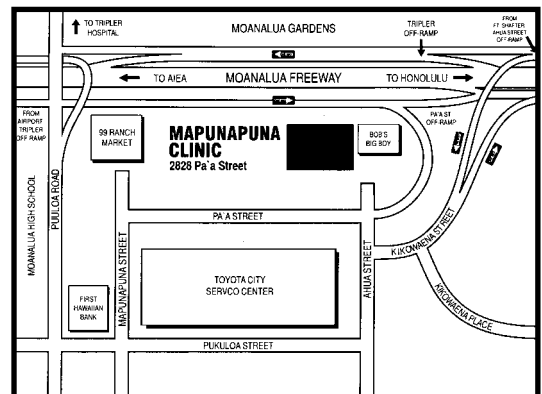 TO TRIPLER
HOSPITAL
MOANALUA GARDENS
TRIPLER
OFF-RAMP
FROM
FT. SHAFTER
AHUA STREET
OFF-RAMP
TO AIEA
MOANALUA FREEWAY
TO HONOLULU
FROM
AIRPORT
TRIPLER
OFF RAMP
99 RANCH
MARKET
MAPUNAPUNA
CLINIC
2828 Pa`a Street
BOB'S
BIG BOY
PA'A ST
OFF-RAMP
MOANALUA HIGH SCHOOL
PUULOA ROAD
PA'A STREET
KIKOWAENA STREET
MAPUNAPUNA STREET
TOYOTA CITY
SERVCO CENTER
AHUA STREET
KIKOWAENA PLACE
FIRST
HAWAIIAN
BANK
PUKULOA STREET